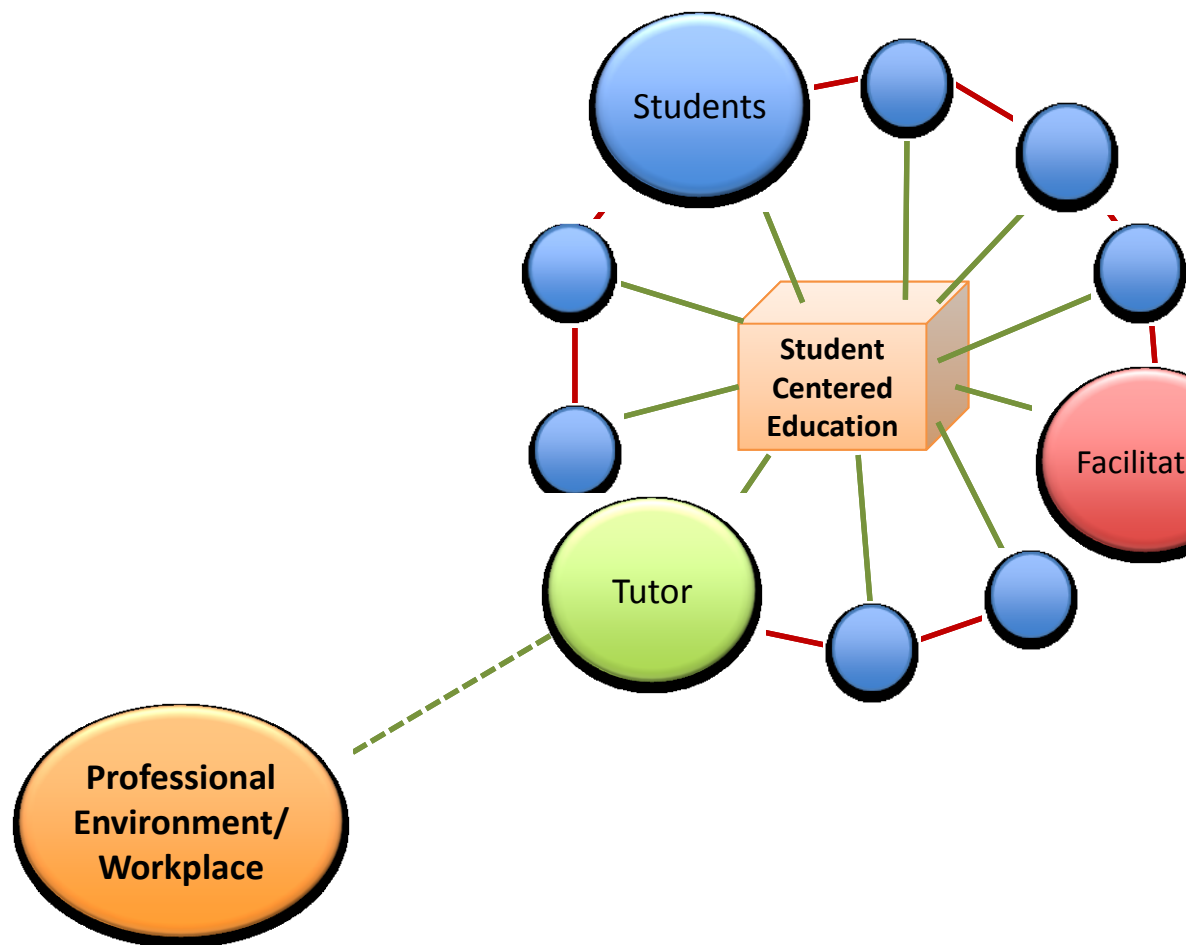 Students
Student
Centered
Education
Facilitat
Tutor
Professional
Environment/
Workplace